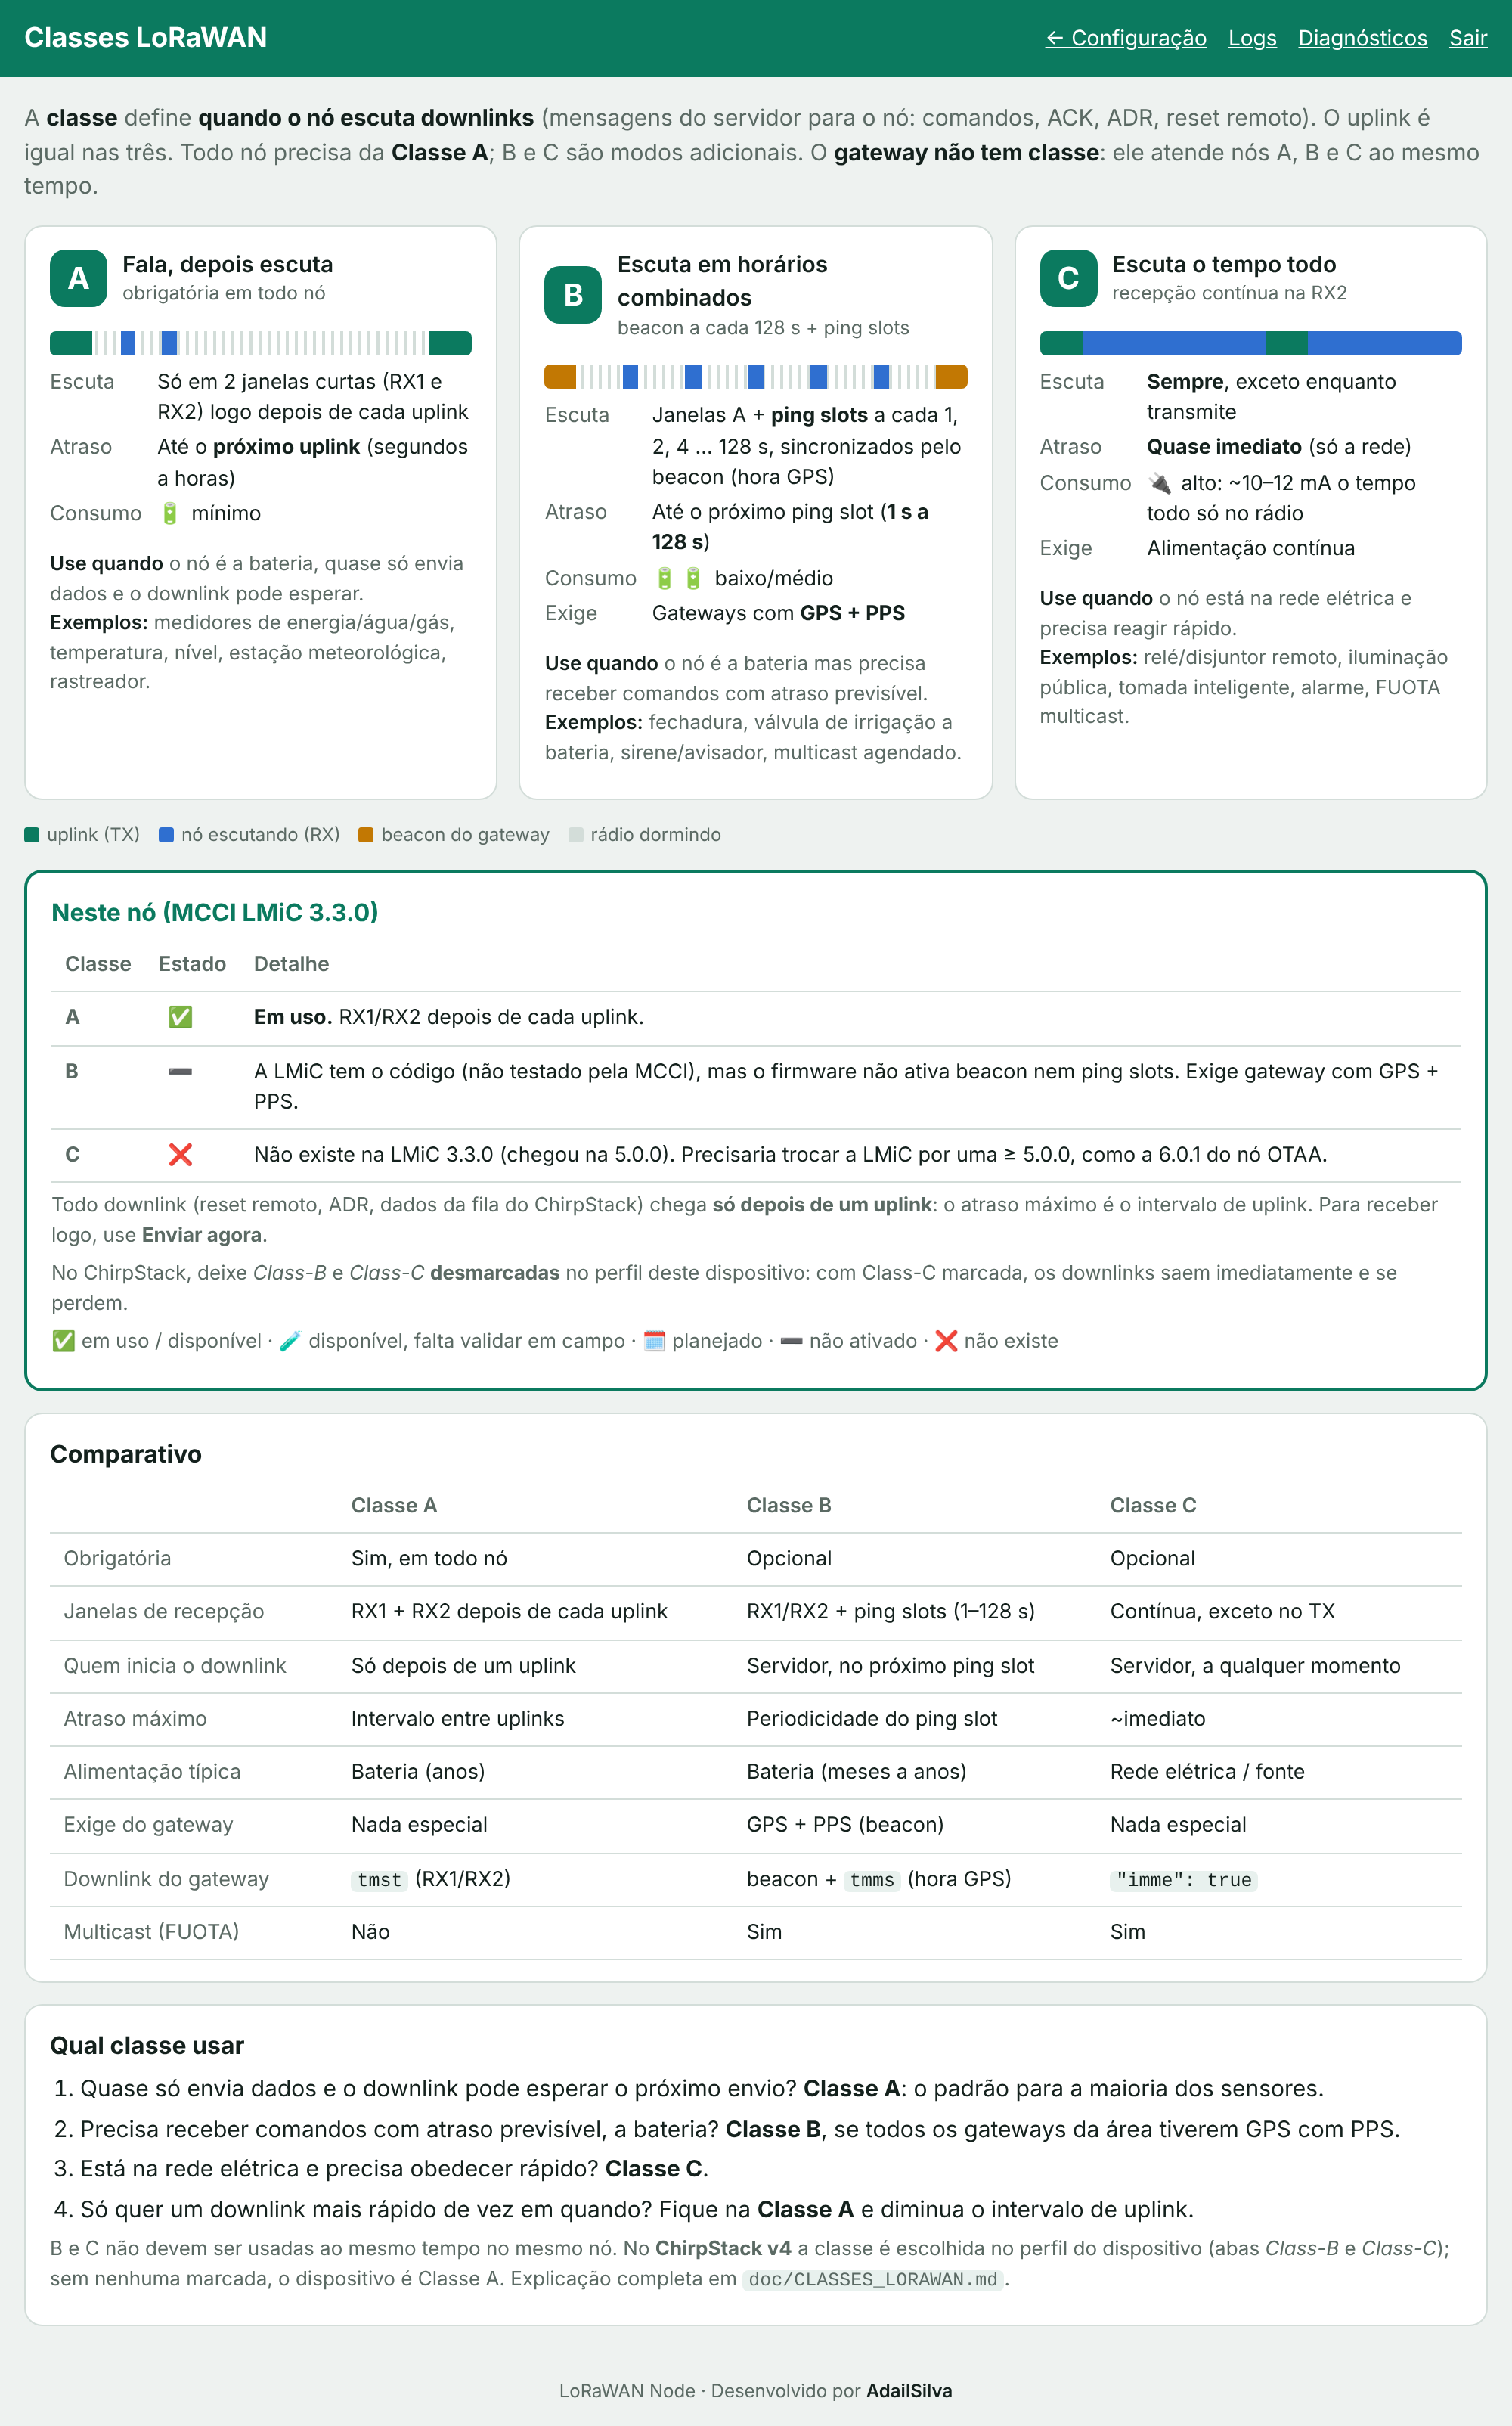 Classes LoRaWAN
← Configuração Logs Diagnósticos Sair
A classe define quando o nó escuta downlinks (mensagens do servidor para o nó: comandos, ACK, ADR, reset remoto). O uplink é
igual nas três. Todo nó precisa da Classe A; B e C são modos adicionais. O gateway não tem classe: ele atende nós A, B e C ao mesmo
tempo.
A
Fala, depois escuta
obrigatória em todo nó
Escuta Só em 2 janelas curtas (RX1 e
RX2) logo depois de cada uplink
Atraso Até o próximo uplink (segundos
a horas)
Consumo 🔋 mínimo
Use quando o nó é a bateria, quase só envia
dados e o downlink pode esperar.
Exemplos: medidores de energia/água/gás,
temperatura, nível, estação meteorológica,
rastreador.
B
Escuta em horários
combinados
beacon a cada 128 s + ping slots
Escuta Janelas A + ping slots a cada 1,
2, 4 … 128 s, sincronizados pelo
beacon (hora GPS)
Atraso Até o próximo ping slot (1 s a
128 s)
Consumo 🔋🔋 baixo/médio
Exige Gateways com GPS + PPS
Use quando o nó é a bateria mas precisa
receber comandos com atraso previsível.
Exemplos: fechadura, válvula de irrigação a
bateria, sirene/avisador, multicast agendado.
C
Escuta o tempo todo
recepção contínua na RX2
Escuta Sempre, exceto enquanto
transmite
Atraso Quase imediato (só a rede)
Consumo 🔌 alto: ~10–12 mA o tempo
todo só no rádio
Exige Alimentação contínua
Use quando o nó está na rede elétrica e
precisa reagir rápido.
Exemplos: relé/disjuntor remoto, iluminação
pública, tomada inteligente, alarme, FUOTA
multicast.
uplink (TX) nó escutando (RX) beacon do gateway rádio dormindo
Neste nó (MCCI LMiC 3.3.0)
Classe Estado Detalhe
A ✅ Em uso. RX1/RX2 depois de cada uplink.
B ➖ A LMiC tem o código (não testado pela MCCI), mas o firmware não ativa beacon nem ping slots. Exige gateway com GPS +
PPS.
C ❌ Não existe na LMiC 3.3.0 (chegou na 5.0.0). Precisaria trocar a LMiC por uma ≥ 5.0.0, como a 6.0.1 do nó OTAA.
Todo downlink (reset remoto, ADR, dados da fila do ChirpStack) chega só depois de um uplink: o atraso máximo é o intervalo de uplink. Para receber
logo, use Enviar agora.
No ChirpStack, deixe Class-B e Class-C desmarcadas no perfil deste dispositivo: com Class-C marcada, os downlinks saem imediatamente e se
perdem.
✅ em uso / disponível · 🧪 disponível, falta validar em campo · 🗓️ planejado · ➖ não ativado · ❌ não existe
Comparativo
Classe A Classe B Classe C
Obrigatória Sim, em todo nó Opcional Opcional
Janelas de recepção RX1 + RX2 depois de cada uplink RX1/RX2 + ping slots (1–128 s) Contínua, exceto no TX
Quem inicia o downlink Só depois de um uplink Servidor, no próximo ping slot Servidor, a qualquer momento
Atraso máximo Intervalo entre uplinks Periodicidade do ping slot ~imediato
Alimentação típica Bateria (anos) Bateria (meses a anos) Rede elétrica / fonte
Exige do gateway Nada especial GPS + PPS (beacon) Nada especial
Downlink do gateway tmst (RX1/RX2) beacon + tmms (hora GPS) "imme": true
Multicast (FUOTA) Não Sim Sim
Qual classe usar
1. Quase só envia dados e o downlink pode esperar o próximo envio? Classe A: o padrão para a maioria dos sensores.
2. Precisa receber comandos com atraso previsível, a bateria? Classe B, se todos os gateways da área tiverem GPS com PPS.
3. Está na rede elétrica e precisa obedecer rápido? Classe C.
4. Só quer um downlink mais rápido de vez em quando? Fique na Classe A e diminua o intervalo de uplink.
B e C não devem ser usadas ao mesmo tempo no mesmo nó. No ChirpStack v4 a classe é escolhida no perfil do dispositivo (abas Class-B e Class-C);
sem nenhuma marcada, o dispositivo é Classe A. Explicação completa em doc/CLASSES_LORAWAN.md.
LoRaWAN Node · Desenvolvido por AdailSilva